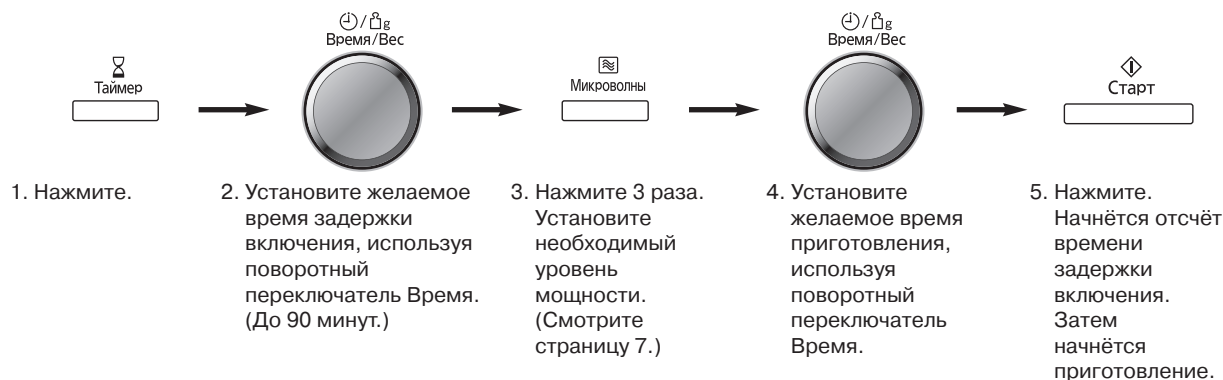 Таймер
Время/Вес
Микроволны
Время/Вес
Старт
1. Нажмите.
2. Установите желаемое
время задержки
включения, используя
поворотный
переключатель Время.
(До 90 минут.)
3. Нажмите 3 раза.
Установите
необходимый
уровень
мощности.
(Смотрите
страницу 7.)
4. Установите
желаемое время
приготовления,
используя
поворотный
переключатель
Время.
5. Нажмите.
Начнётся отсчёт
времени
задержки
включения.
Затем
начнётся
приготовление.